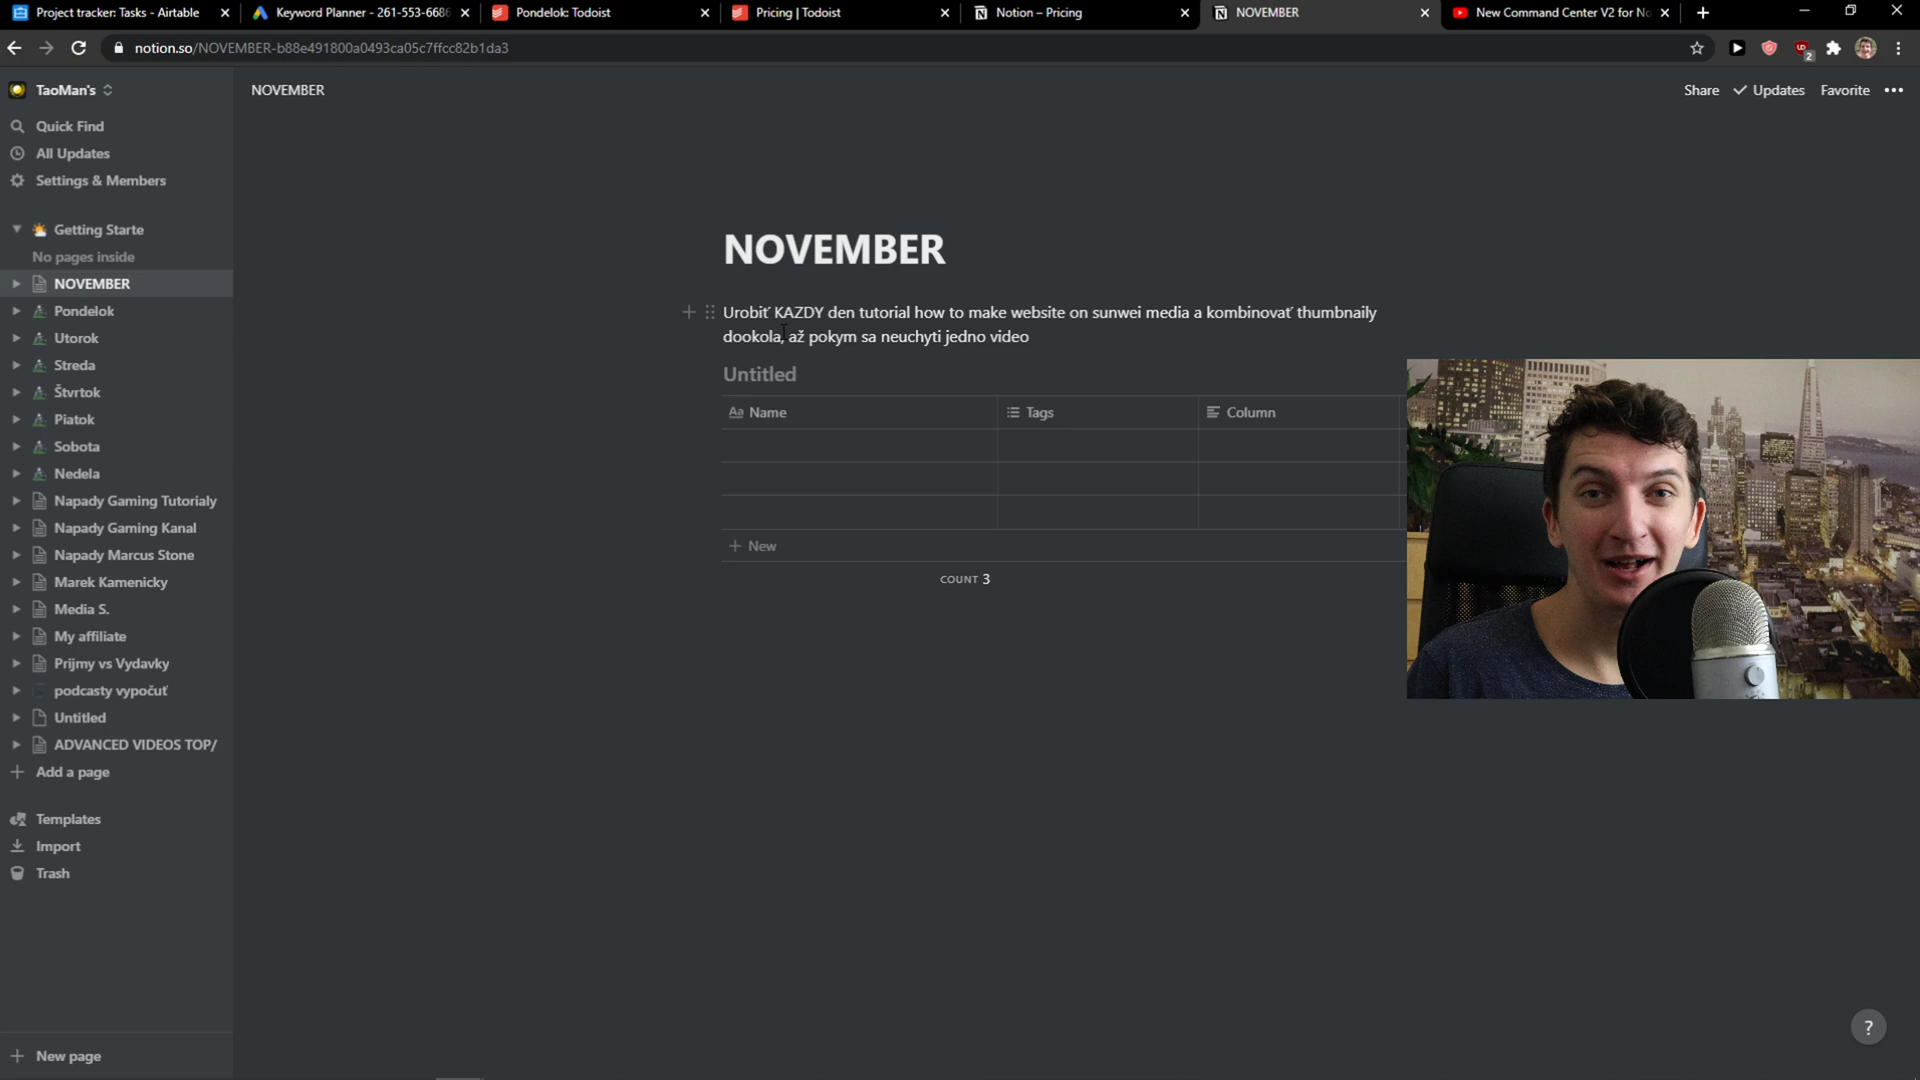 Project tracker: Tasks - Airtable
Keyword Planner - 261-553-6686
Pondelok: Todoist
Pricing | Todoist
Notion – Pricing
NOVEMBER
New Command Center V2 for No
notion.so/NOVEMBER-b88e491800a0493ca05c7ffcc82b1da3
2
TaoMan's
NOVEMBER
Share
Updates
Favorite
Quick Find
All Updates
Settings & Members
Getting Starte
No pages inside
NOVEMBER
Pondelok
Utorok
Streda
Štvrtok
Piatok
Sobota
Nedela
Napady Gaming Tutorialy
Napady Gaming Kanal
Napady Marcus Stone
Marek Kamenicky
Media S.
My affiliate
Prijmy vs Vydavky
podcasty vypočuť
Untitled
ADVANCED VIDEOS TOP/
Add a page
Templates
Import
Trash
New page
NOVEMBER
Urobiť KAZDY den tutorial how to make website on sunwei media a kombinovať thumbnaily
dookola, až pokym sa neuchyti jedno video
Untitled
Aa Name
Tags
Column
New
COUNT 3
?